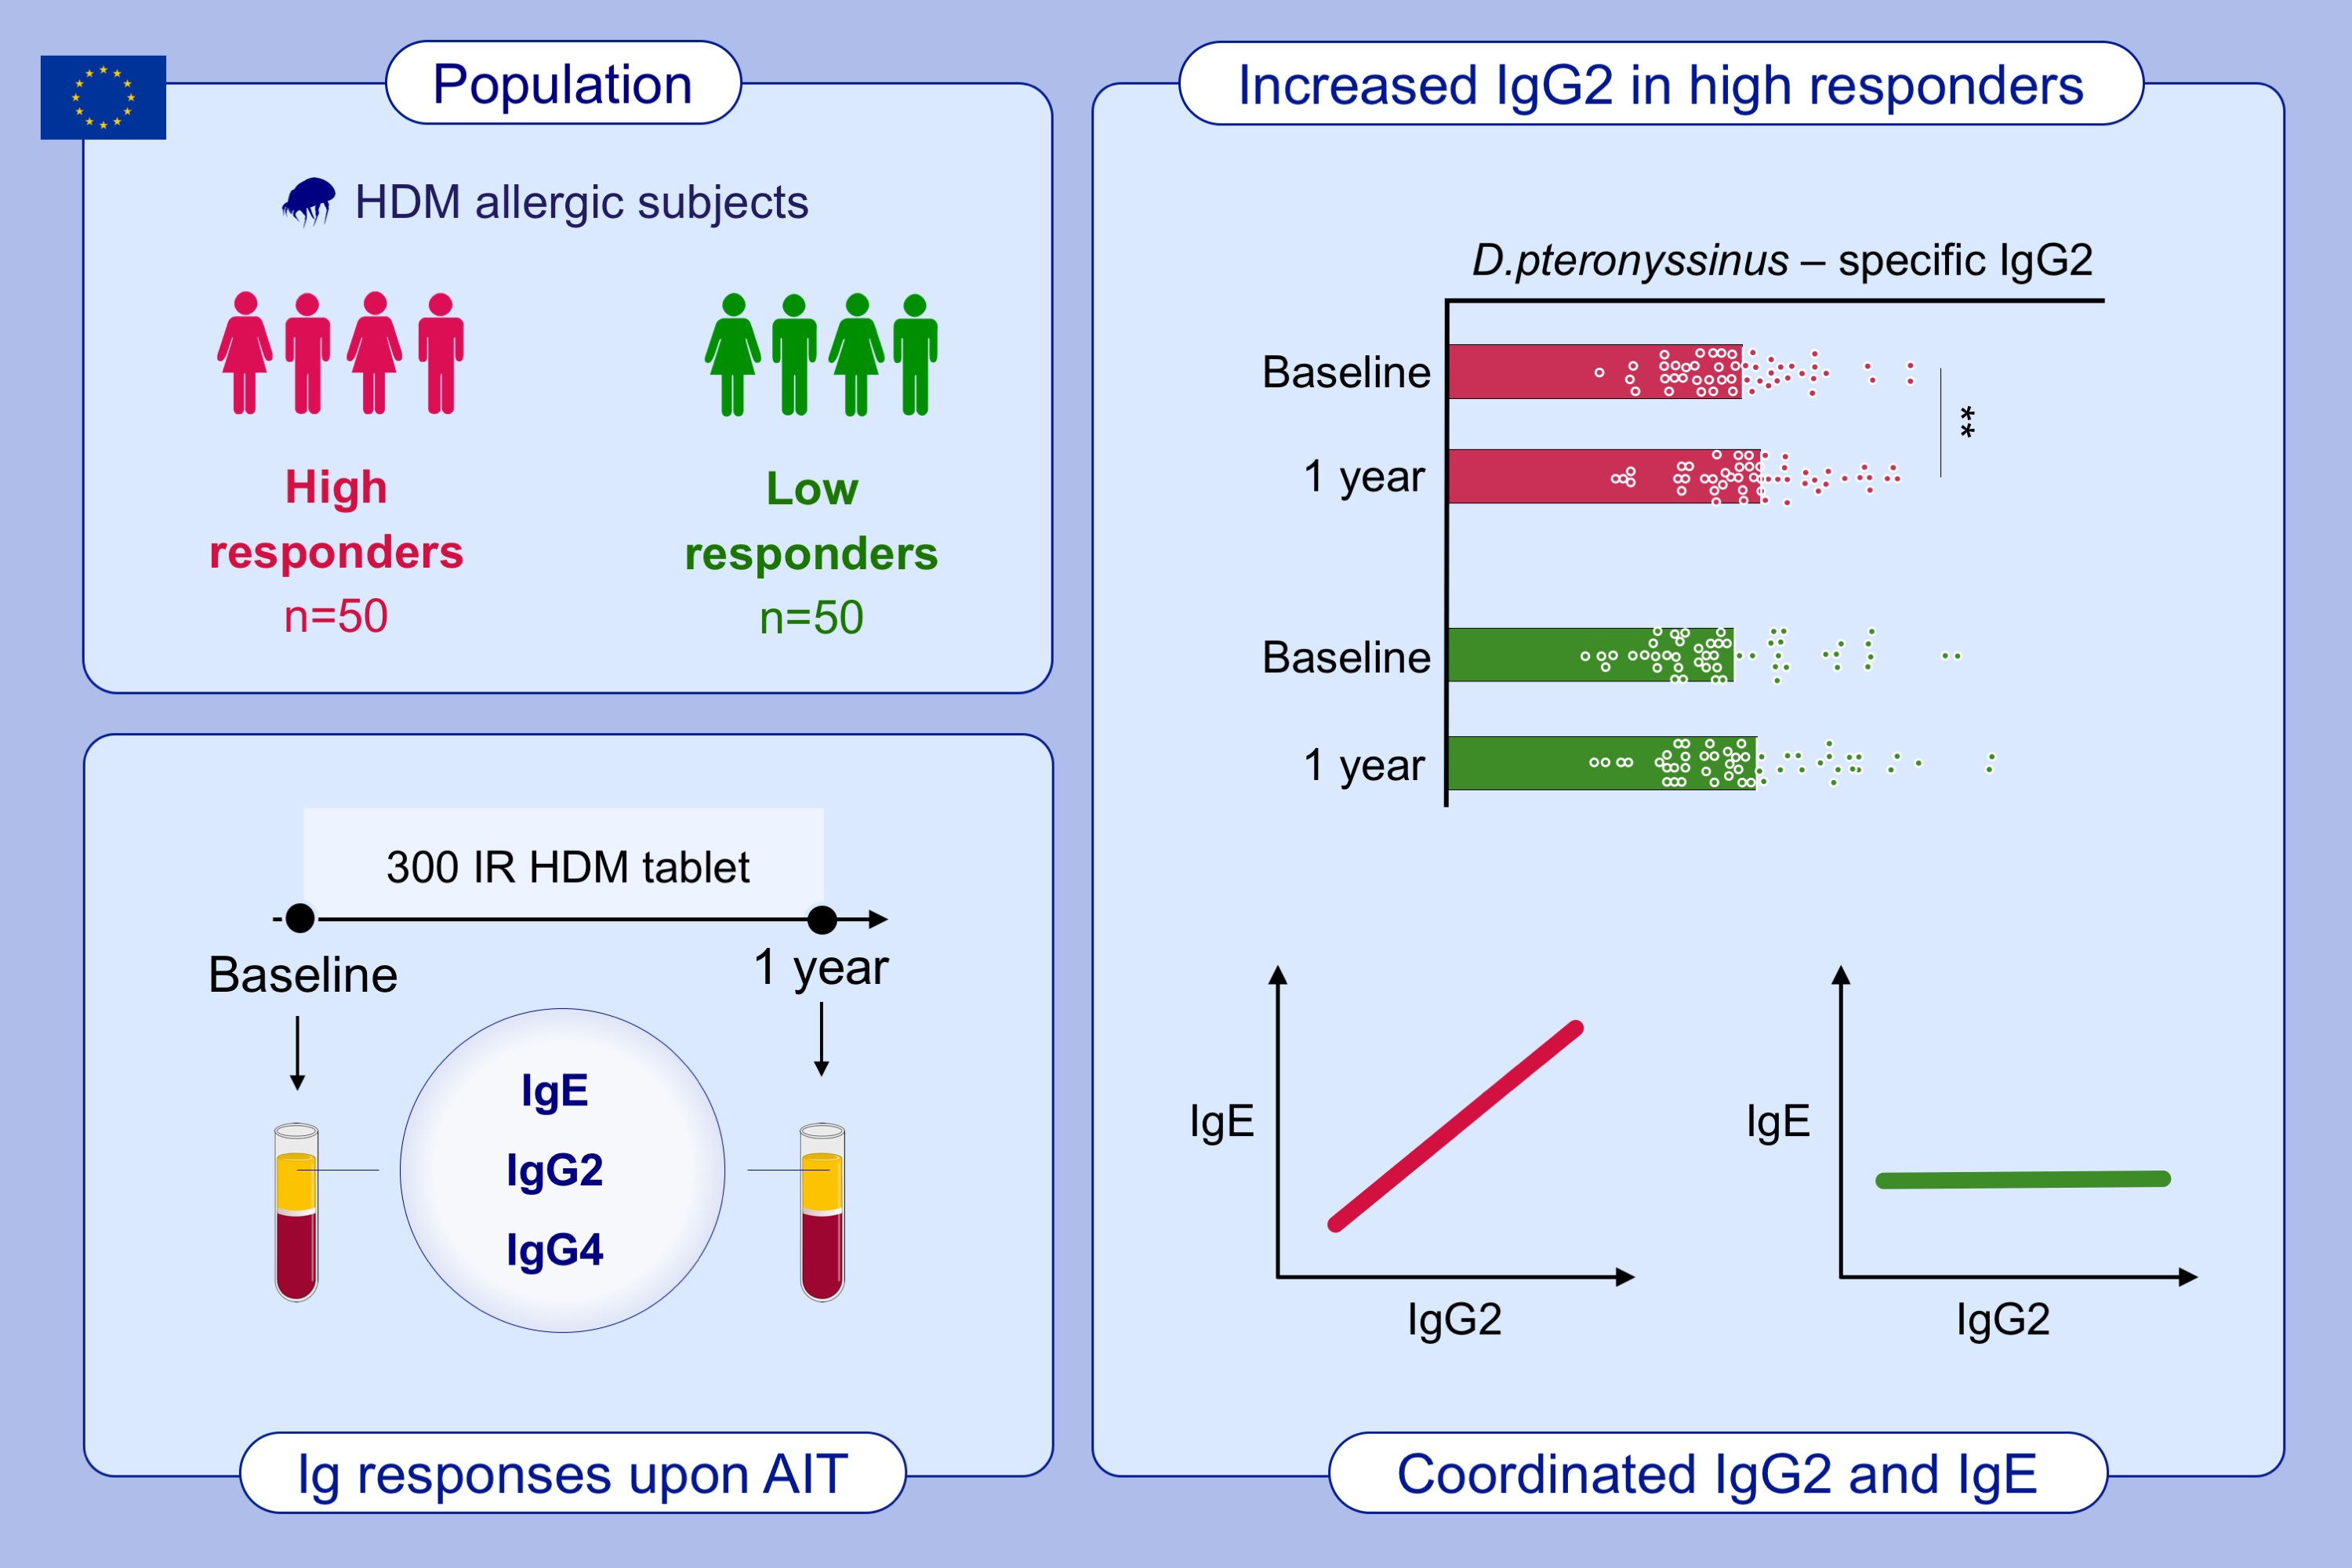 Population
HDM allergic subjects
High
responders
n=50
Low
responders
n=50
300 IR HDM tablet
Baseline
1 year
IgE
IgG2
IgG4
Ig responses upon AIT
Increased IgG2 in high responders
D.pteronyssinus – specific IgG2
Baseline
**
1 year
Baseline
1 year
IgE
IgG2
IgE
IgG2
Coordinated IgG2 and IgE